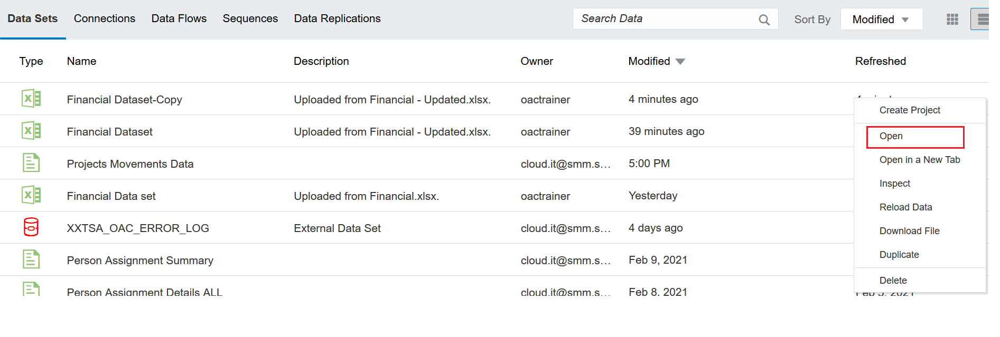 Data Sets Connections Data Flows Sequences Data Replications Search Data Sort By Modified
Type Name Description Owner Modified Refreshed
Financial Dataset-Copy Uploaded from Financial - Updated.xlsx. oactrainer 4 minutes ago
Create Project
Financial Dataset Uploaded from Financial - Updated.xlsx. oactrainer 39 minutes ago
Open
Open in a New Tab
Projects Movements Data cloud.it@smm.s... 5:00 PM
Inspect
Financial Data set Uploaded from Financial.xlsx. oactrainer Yesterday
Reload Data
XXTSA_OAC_ERROR_LOG External Data Set cloud.it@smm.s... 4 days ago
Download File
Duplicate
Person Assignment Summary cloud.it@smm.s... Feb 9, 2021
Delete
Person Assignment Details ALL cloud.it@smm.s... Feb 8, 2021